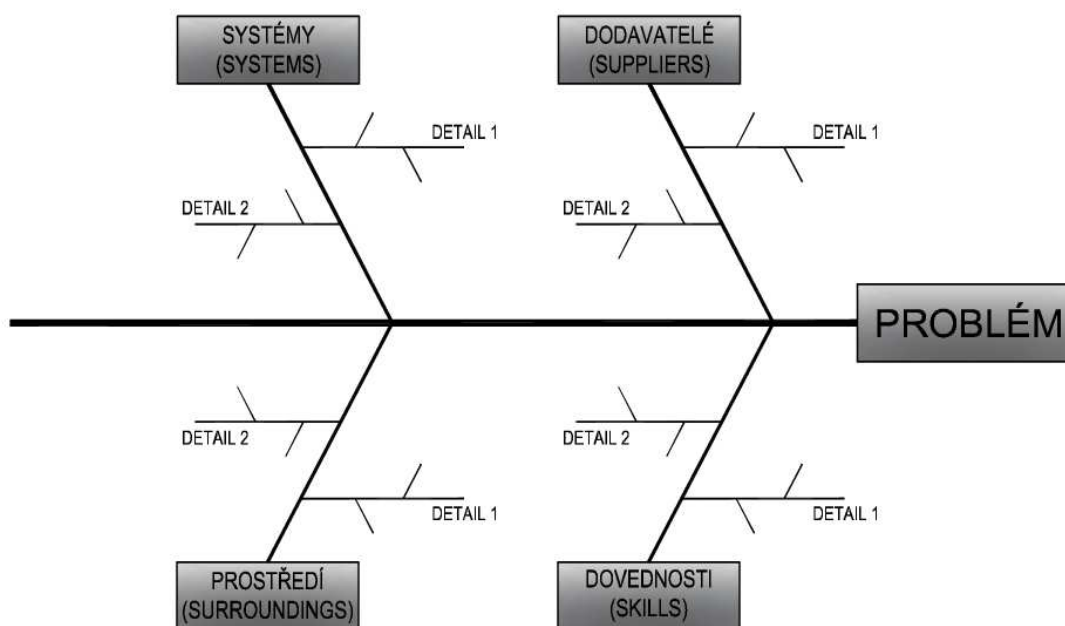 SYSTÉMY
(SYSTEMS)
DODAVATELÉ
(SUPPLIERS)
DETAIL 1
DETAIL 1
DETAIL 2
DETAIL 2
PROBLÉM
DETAIL 2
DETAIL 2
DETAIL 1
DETAIL 1
PROSTŘEDÍ
(SURROUNDINGS)
DOVEDNOSTI
(SKILLS)